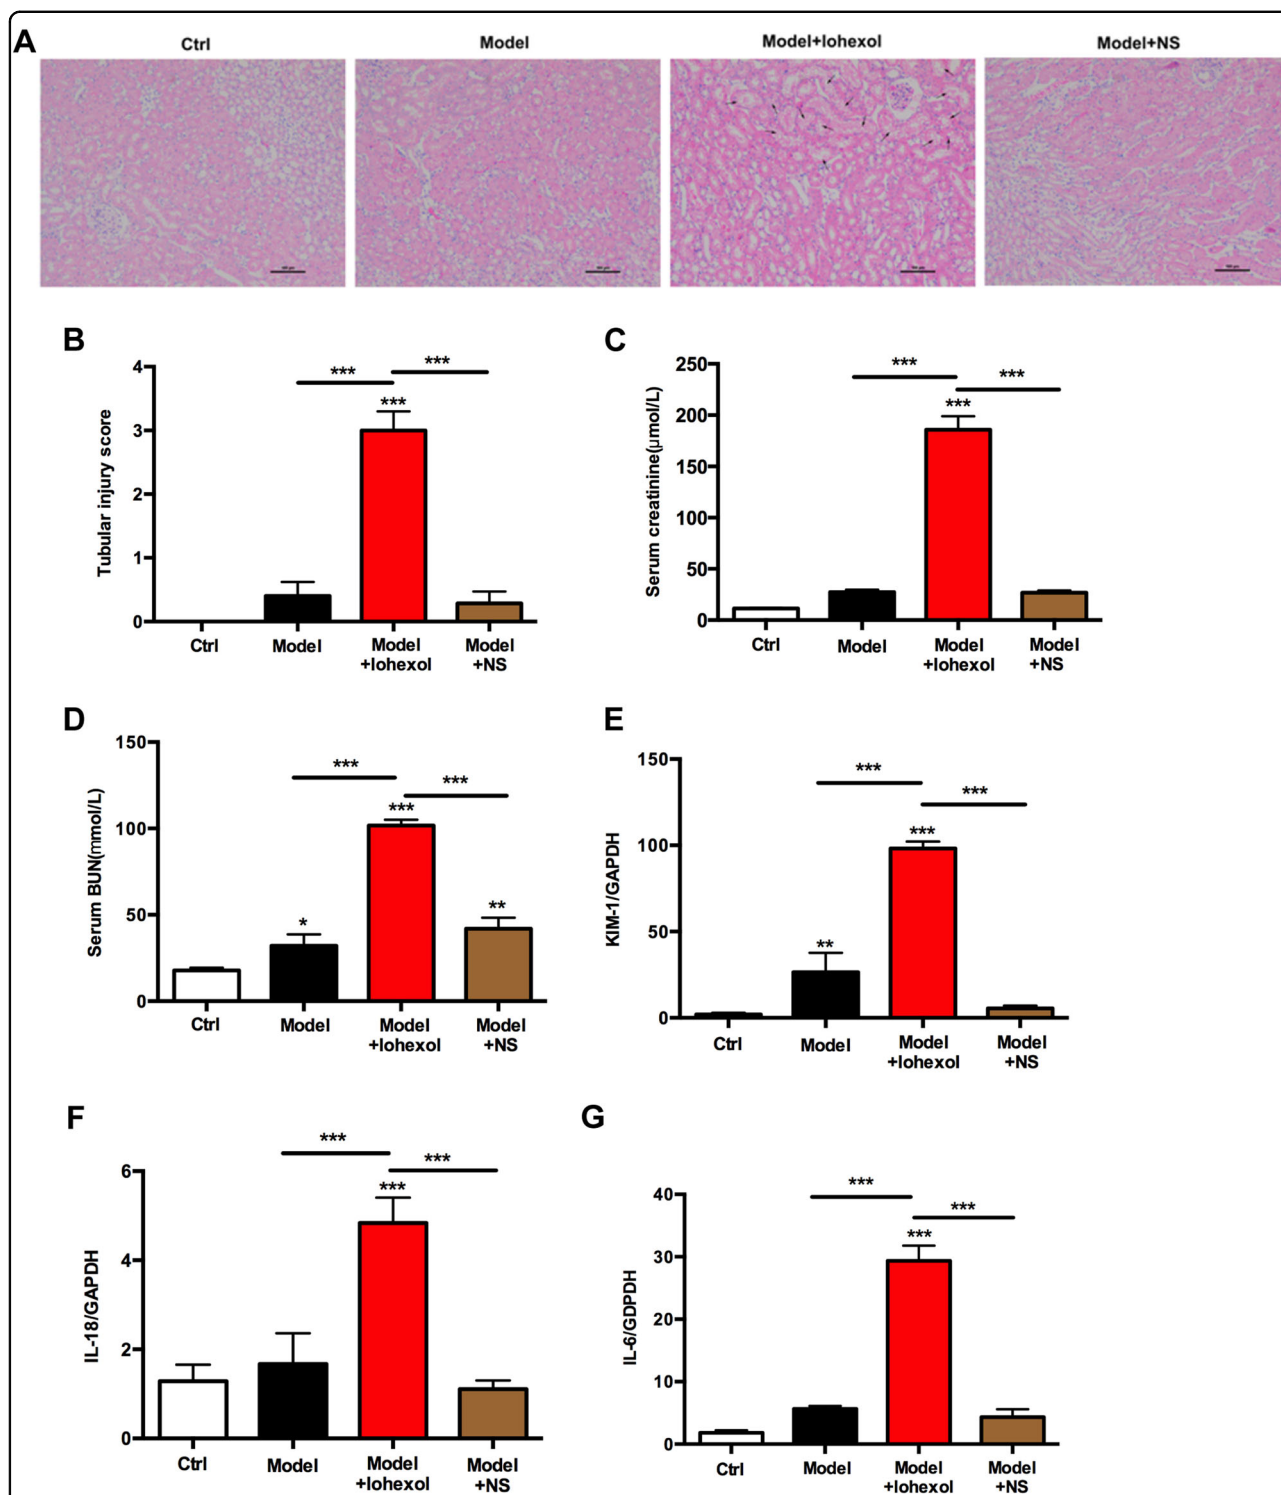 A
Ctrl
Model
Model+Iohexol
Model+NS
B
Tubular injury score
4
3
2
1
0
***
***
***
Ctrl
Model
Model
+Iohexol
Model
+NS
C
Serum creatinine(μmol/L)
250
200
150
100
50
0
***
***
***
Ctrl
Model
Model
+Iohexol
Model
+NS
D
Serum BUN(mmol/L)
150
100
50
0
***
***
***
*
**
Ctrl
Model
Model
+Iohexol
Model
+NS
E
KIM-1/GAPDH
150
100
50
0
***
***
***
**
Ctrl
Model
Model
+Iohexol
Model
+NS
F
IL-18/GAPDH
6
4
2
0
***
***
***
Ctrl
Model
Model
+Iohexol
Model
+NS
G
IL-6/GDPDH
40
30
20
10
0
***
***
***
Ctrl
Model
Model
+Iohexol
Model
+NS